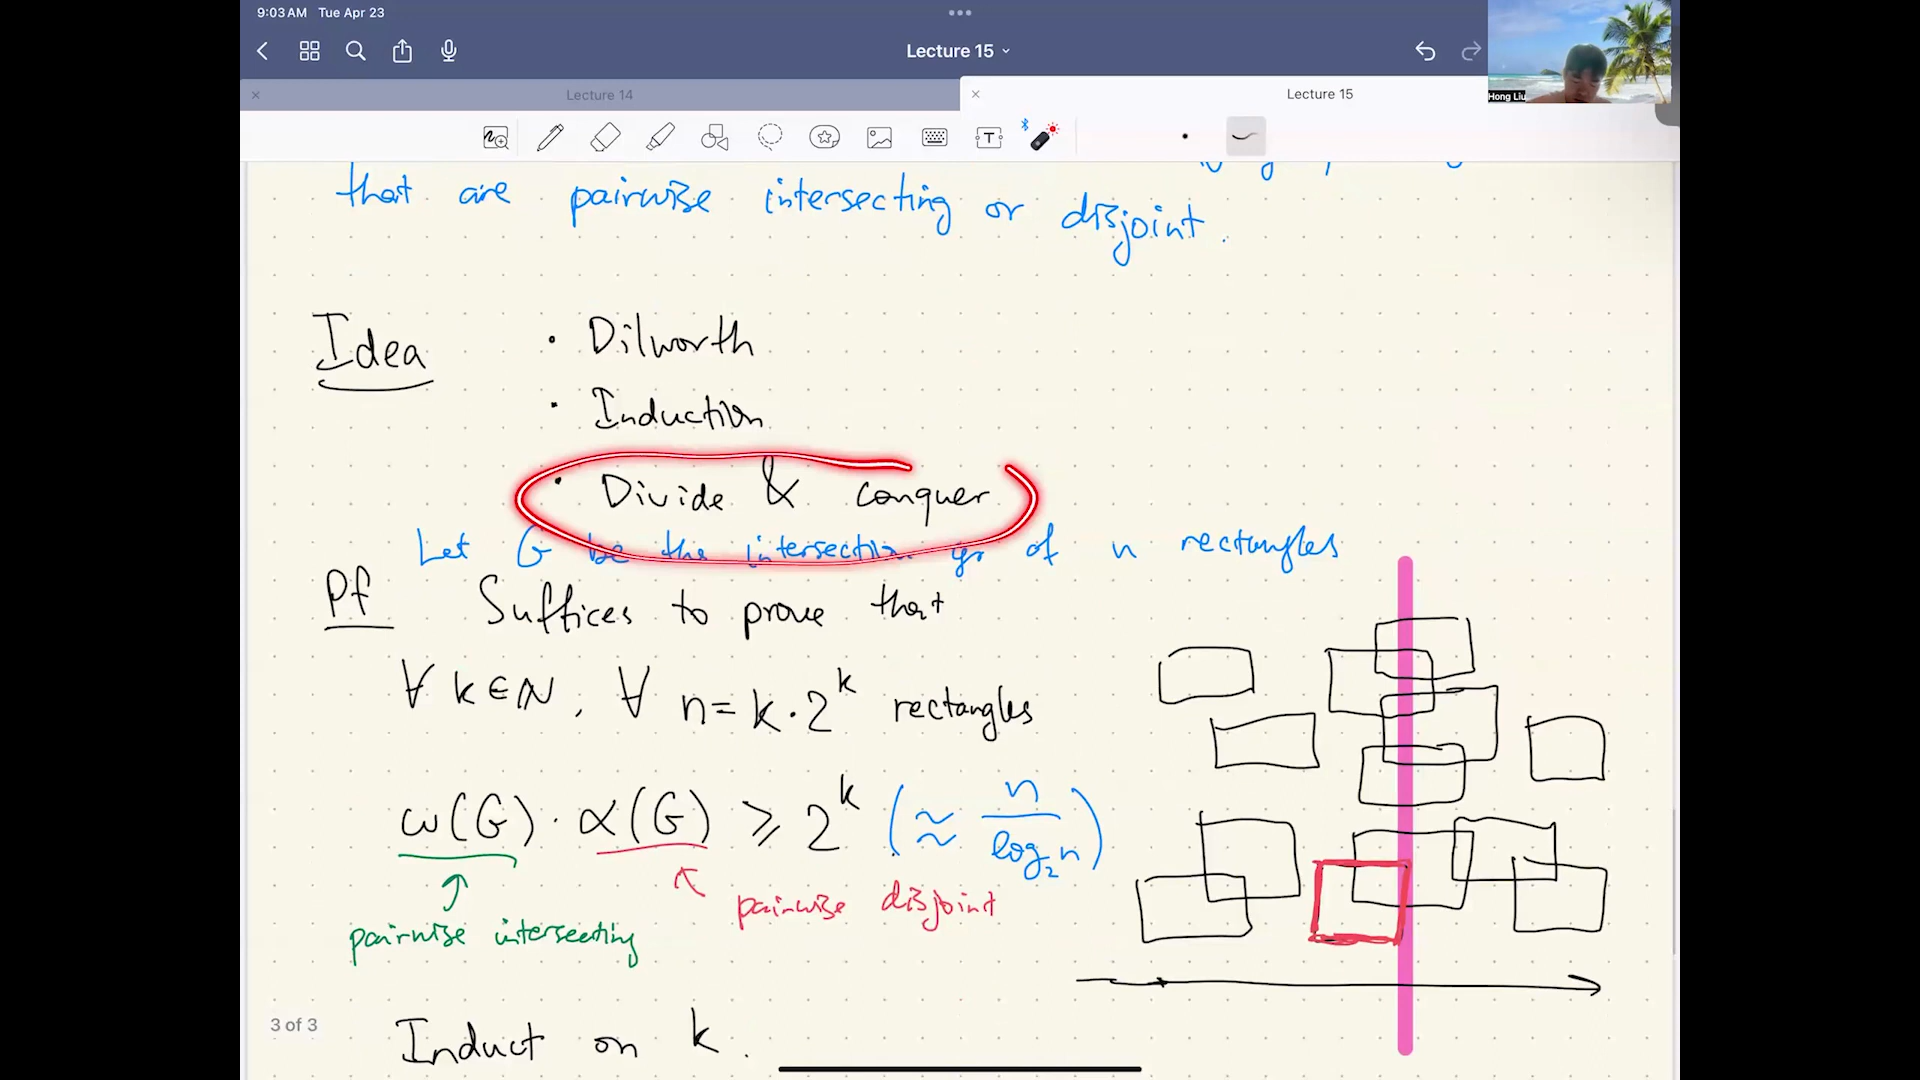 9:03 AM Tue Apr 23
Lecture 15
Hong Liu
Lecture 14
Lecture 15
that are pairwise intersecting or disjoint.
Idea
• Dilworth
• Induction
• Divide & conquer
Let G be the intersection gr of n rectangles
Pf Suffices to prove that
∀ k∈N, ∀ n = k·2^k rectangles
ω(G)·α(G) ⩾ 2^k (≈ n/log₂n)
pairwise disjoint
pairwise intersecting
3 of 3
Induct on k.